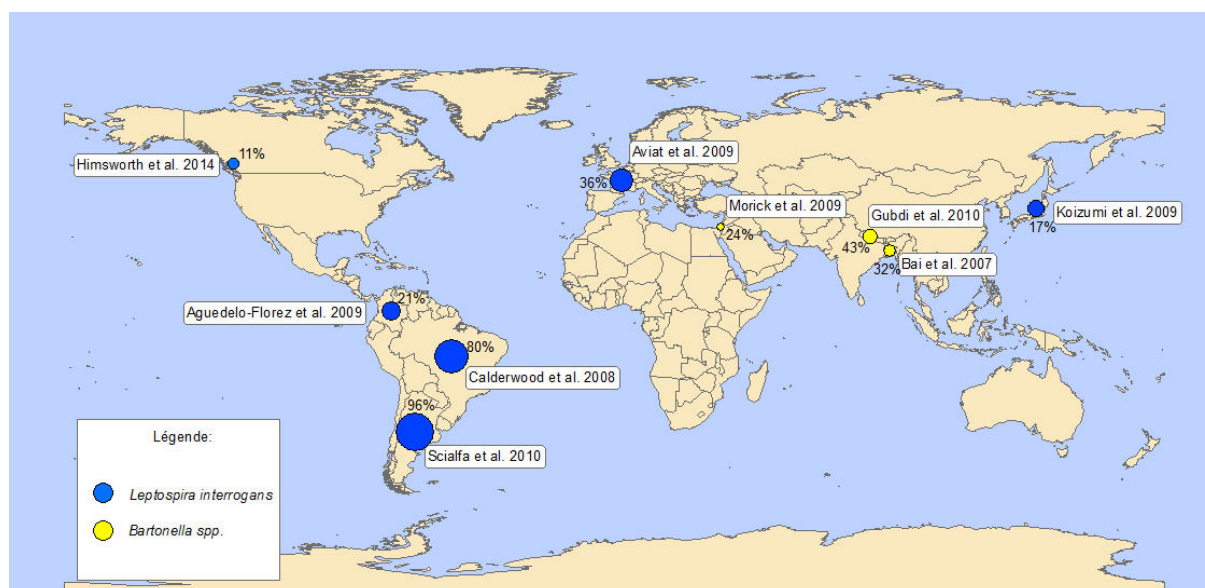 11%
Himsworth et al. 2014
Aviat et al. 2009
36%
Morick et al. 2009
24%
Gubdi et al. 2010
43%
Bai et al. 2007
32%
Koizumi et al. 2009
17%
21%
Aguedelo-Florez et al. 2009
80%
Calderwood et al. 2008
96%
Scialfa et al. 2010
Légende:
Leptospira interrogans
Bartonella spp.